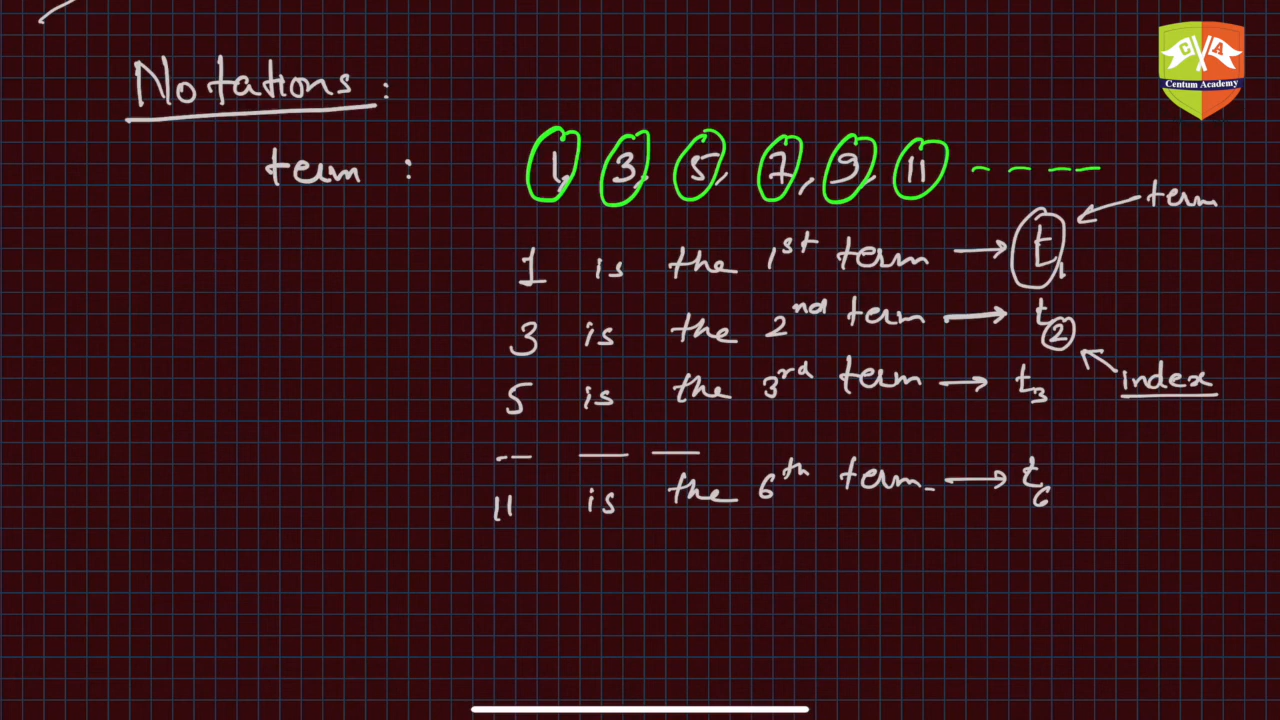 C A
Centum Academy
Notations:
term : 1, 3, 5, 7, 9, 11 - - - -
term
1 is the 1st term → t1
3 is the 2nd term → t2
index
5 is the 3rd term → t3
-- — —
11 is the 6th term. → t6